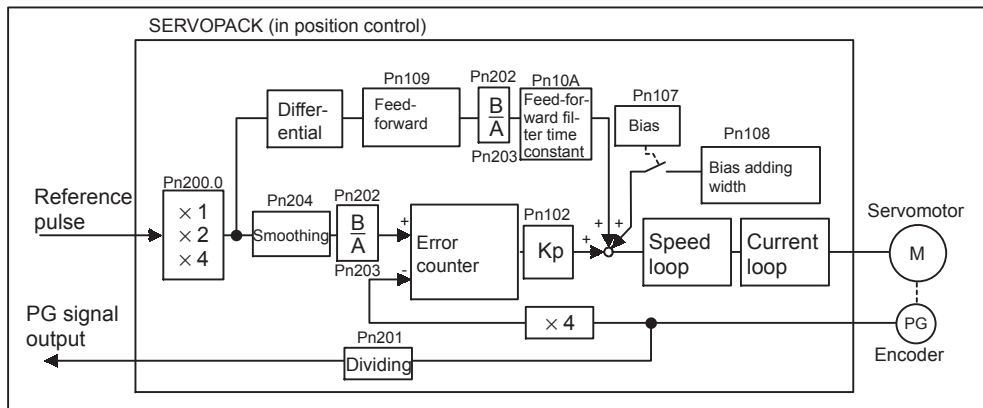 SERVOPACK (in position control)
Pn109
Pn202
Pn10A
Differ-
ential
Feed-
forward
B
A
Pn203
Feed-for-
ward filter
time
constant
Pn107
Bias
Pn108
Bias adding
width
Reference
pulse
Pn200.0
× 1
× 2
× 4
Pn204
Smoothing
Pn202
B
A
Pn203
+
-
Error
counter
Pn102
Kp
+
+
+
Speed
loop
Current
loop
Servomotor
M
PG
Encoder
× 4
PG signal
output
Pn201
Dividing